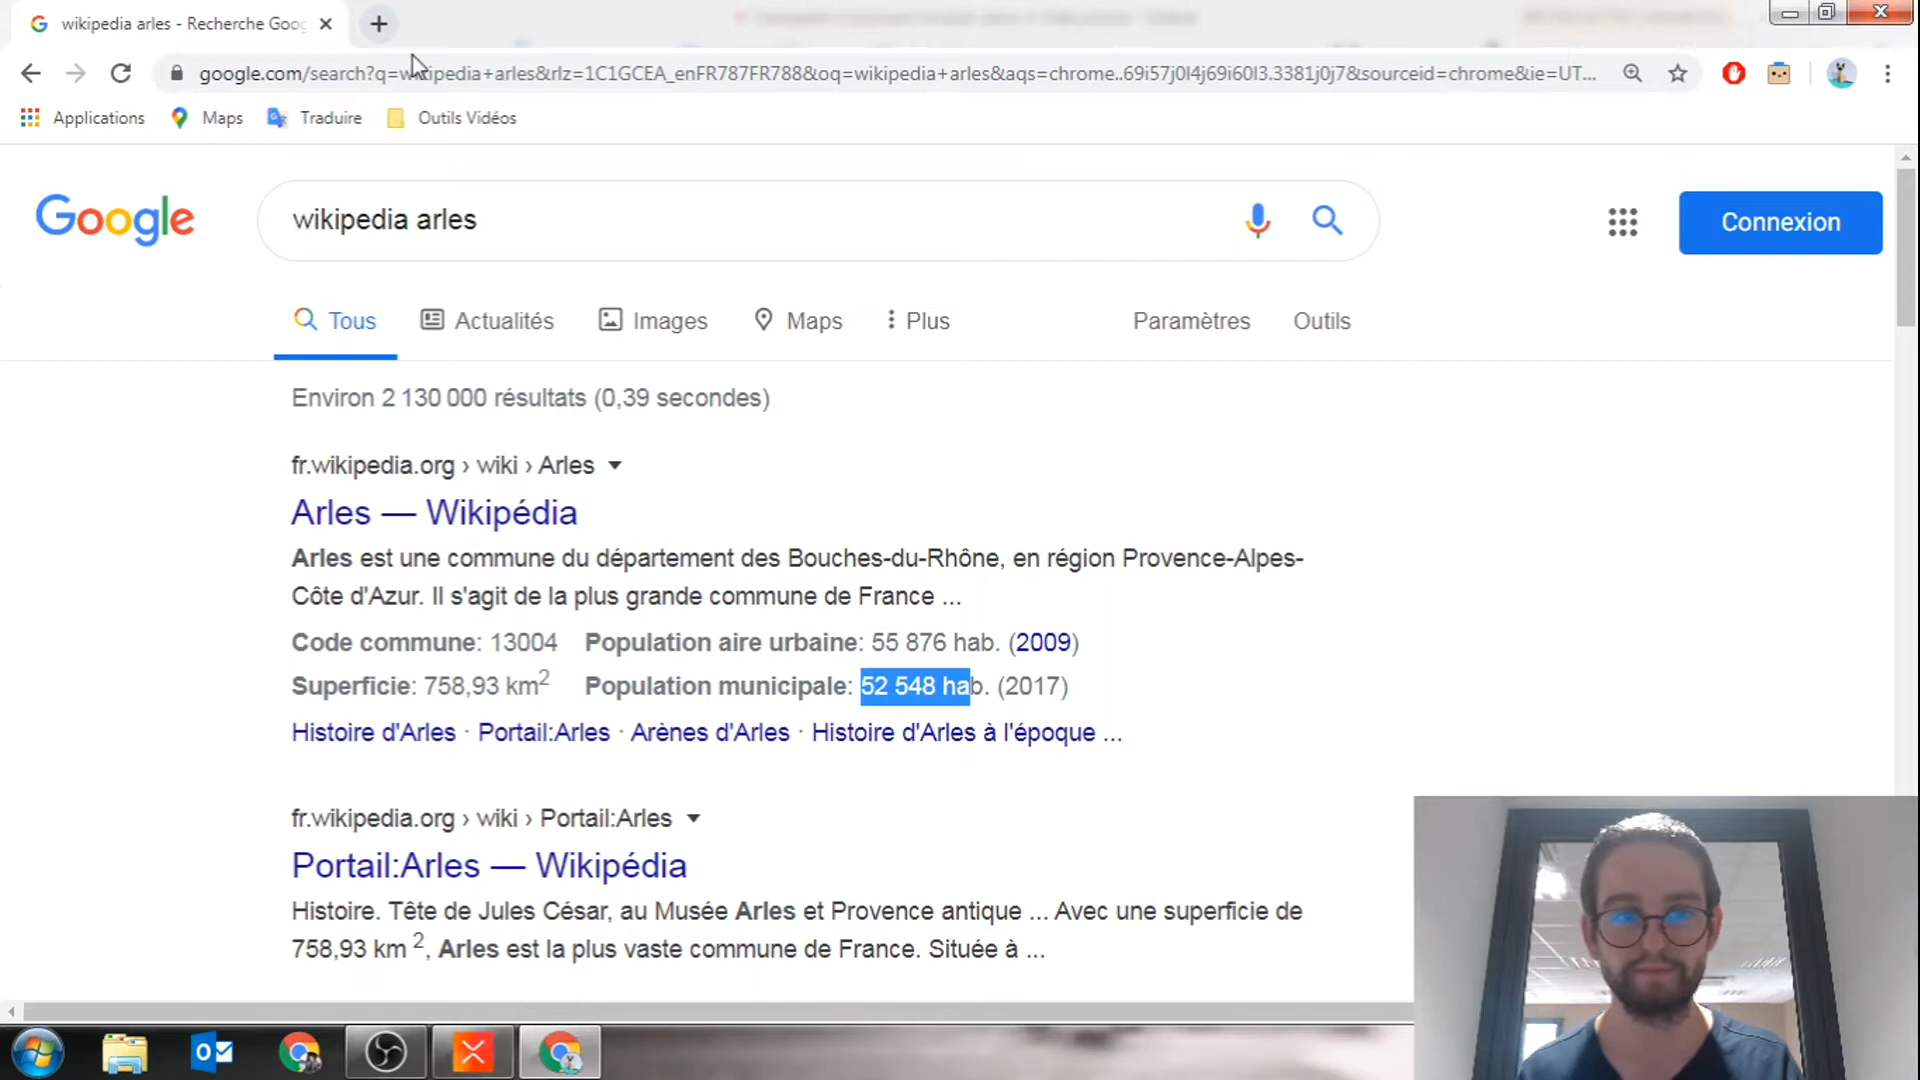 wikipedia arles - Recherche Goog
google.com/search?q=wikipedia+arles&rlz=1C1GCEA_enFR787FR788&oq=wikipedia+arles&aqs=chrome..69i57j0l4j69i60l3.3381j0j7&sourceid=chrome&ie=UT...
Applications Maps Traduire Outils Vidéos
Google wikipedia arles Connexion
Tous Actualités Images Maps Plus Paramètres Outils
Environ 2 130 000 résultats (0,39 secondes)
fr.wikipedia.org › wiki › Arles
Arles — Wikipédia
Arles est une commune du département des Bouches-du-Rhône, en région Provence-Alpes-
Côte d'Azur. Il s'agit de la plus grande commune de France ...
Code commune: 13004 Population aire urbaine: 55 876 hab. (2009)
Superficie: 758,93 km2 Population municipale: 52 548 hab. (2017)
Histoire d'Arles · Portail:Arles · Arènes d'Arles · Histoire d'Arles à l'époque ...
fr.wikipedia.org › wiki › Portail:Arles
Portail:Arles — Wikipédia
Histoire. Tête de Jules César, au Musée Arles et Provence antique ... Avec une superficie de
758,93 km 2, Arles est la plus vaste commune de France. Située à ...